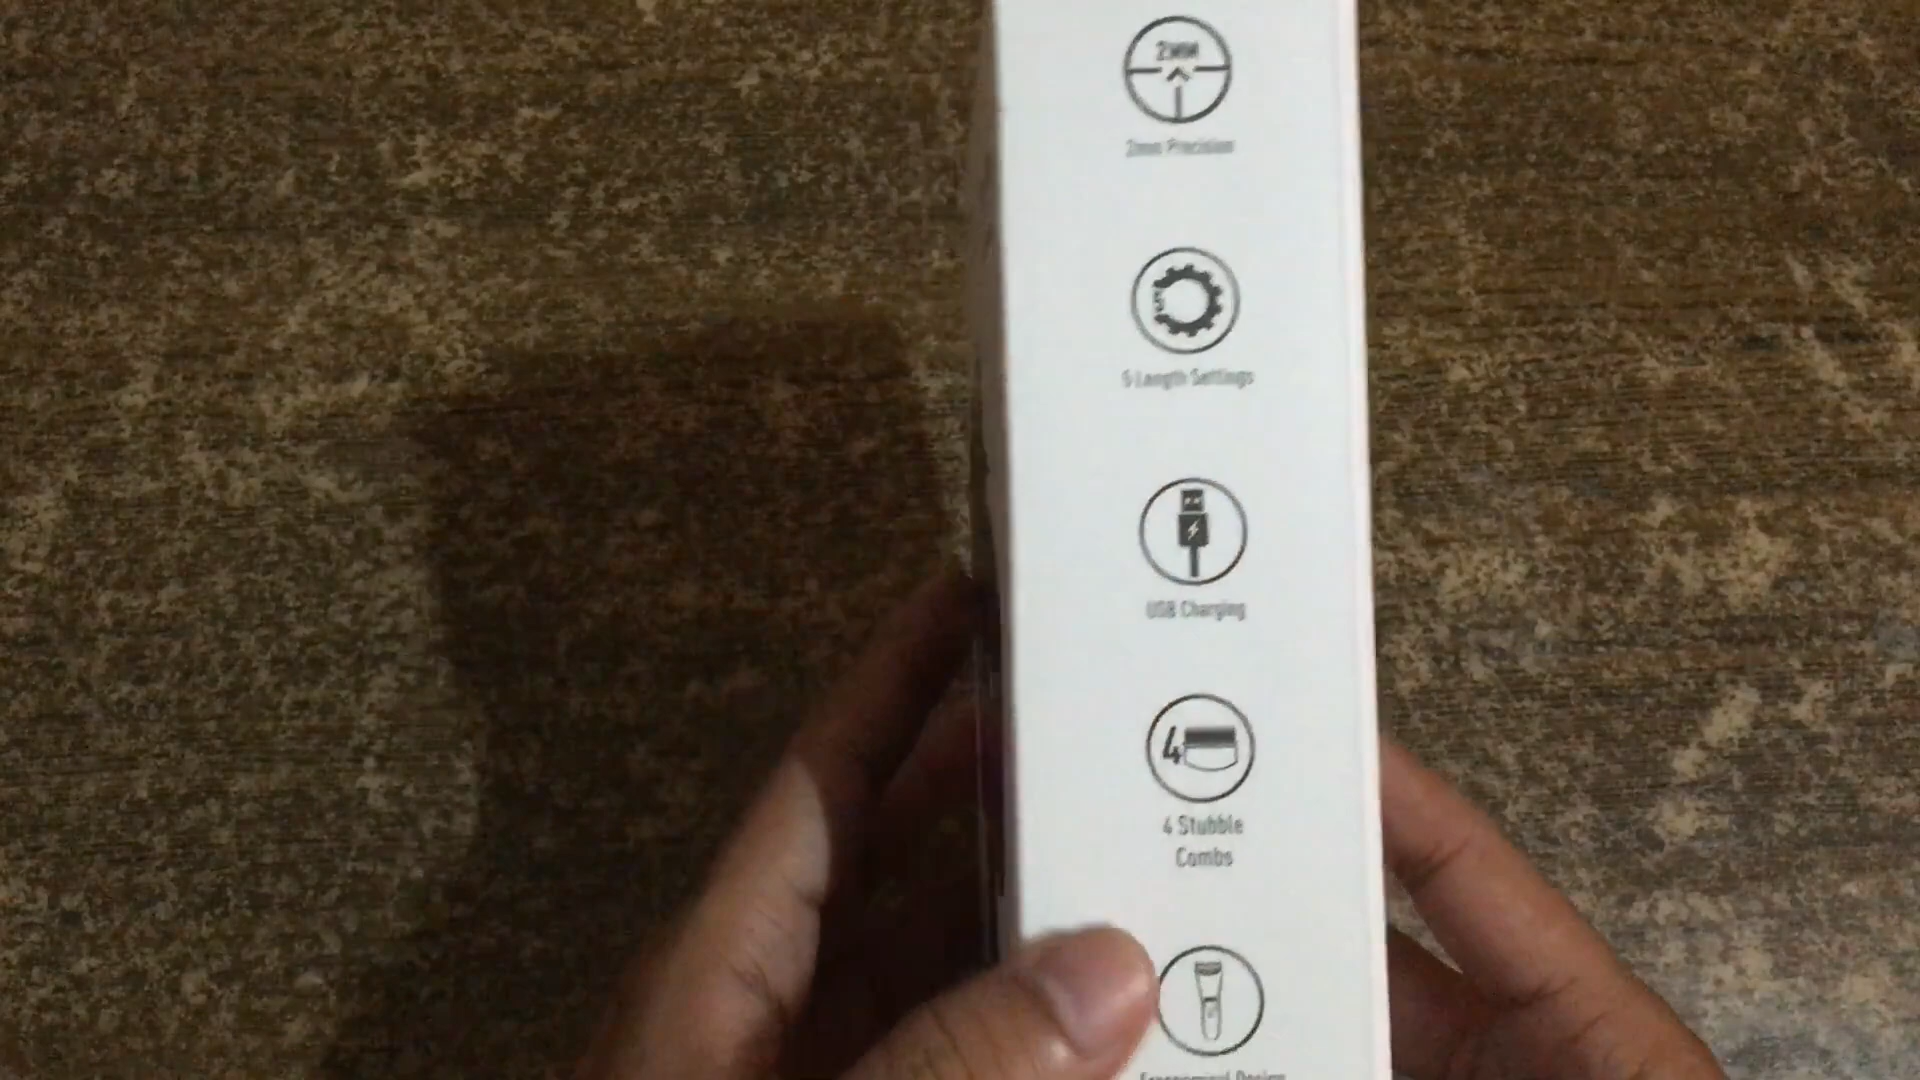 2MM
2mm Precision
5 Length Settings
USB Charging
4
4 Stubble
Combs